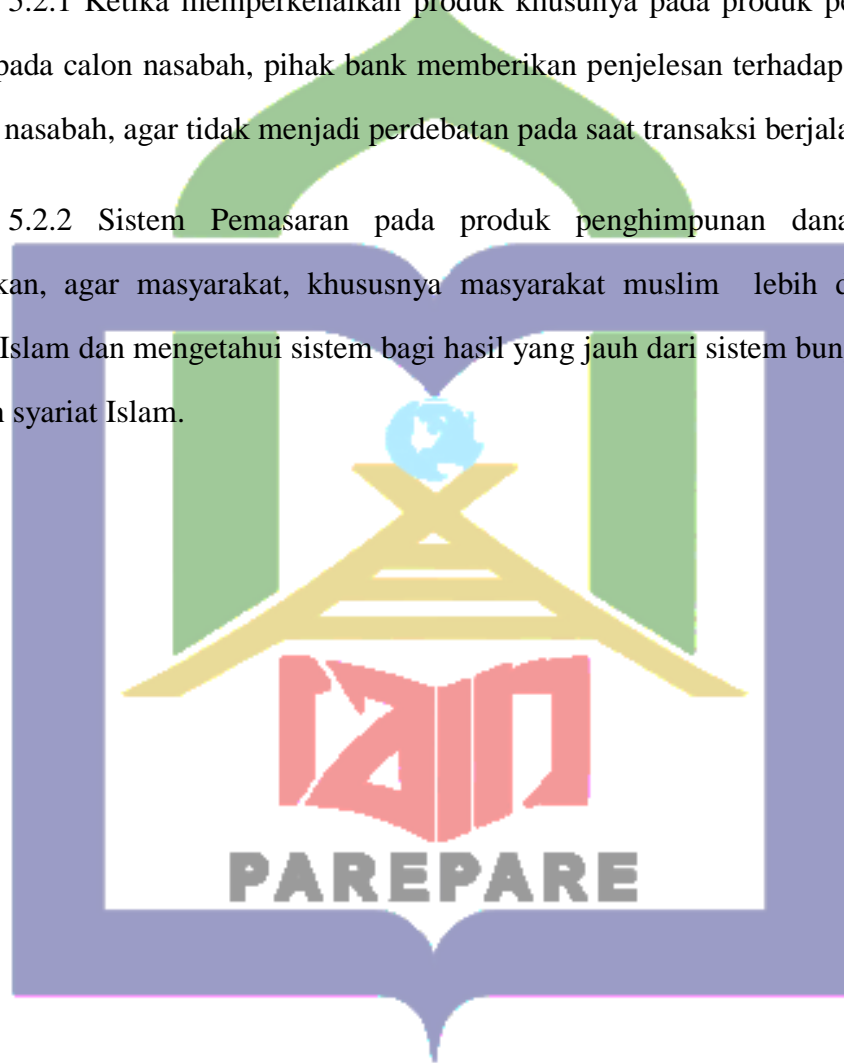 5.2.1 Ketika memperkenalkan produk khusunya pada produk pe
pada calon nasabah, pihak bank memberikan penjelesan terhadap
nasabah, agar tidak menjadi perdebatan pada saat transaksi berjala
5.2.2 Sistem Pemasaran pada produk penghimpunan dana
kan, agar masyarakat, khususnya masyarakat muslim lebih d
Islam dan mengetahui sistem bagi hasil yang jauh dari sistem bun
syariat Islam.
iain
PAREPARE